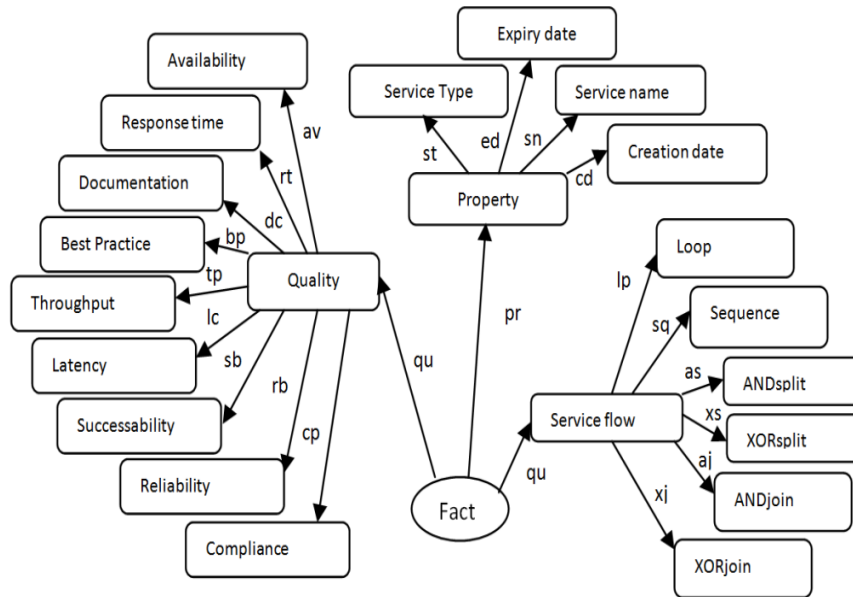 Expiry date
Availability
Service Type
Service name
Response time
av
ed
sn
st
Creation date
cd
rt
Documentation
Property
dc
Best Practice
bp
Loop
tp
Quality
lp
Throughput
pr
Sequence
lc
sq
Latency
sb
qu
as
ANDsplit
rb
xs
Successability
Service flow
cp
XORsplit
aj
qu
Reliability
xj
ANDjoin
Fact
Compliance
XORjoin